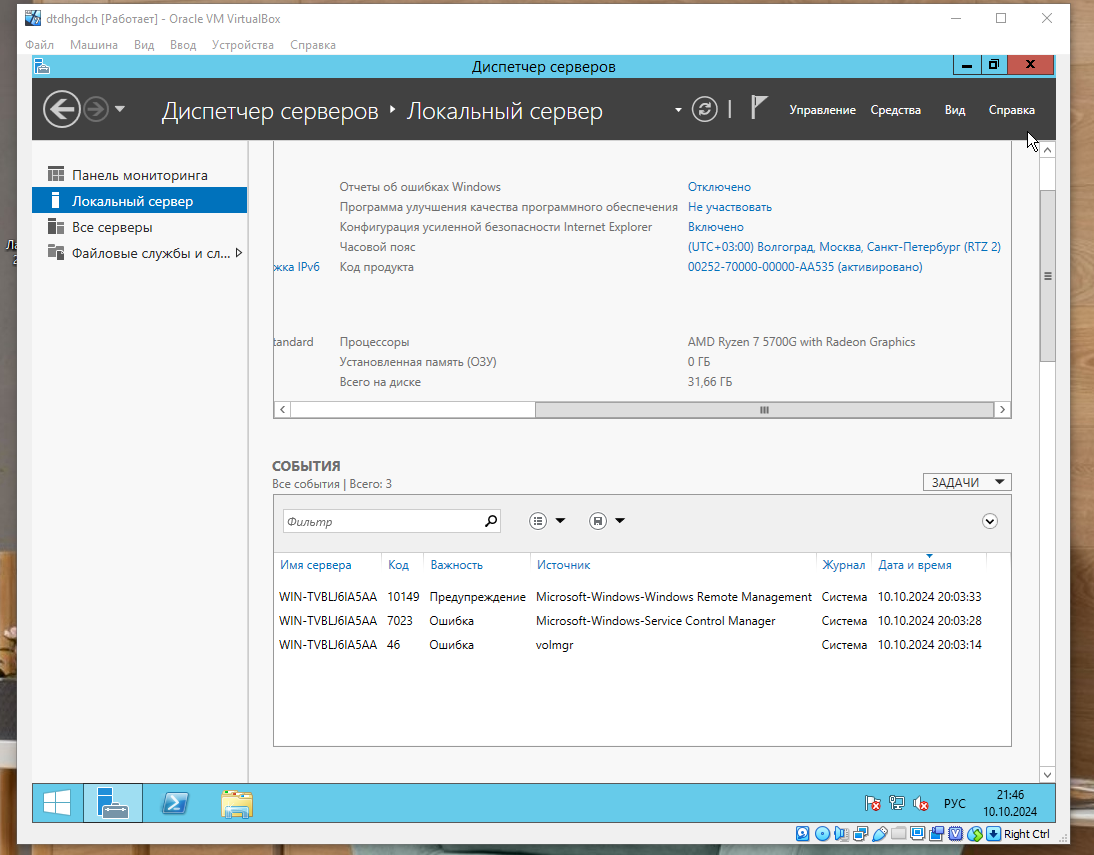 dtdhgdch [Работает] - Oracle VM VirtualBox
Файл Машина Вид Ввод Устройства Справка
Диспетчер серверов
Диспетчер серверов Локальный сервер Управление Средства Вид Справка
Панель мониторинга
Локальный сервер
Все серверы
Файловые службы и сл...
Отчеты об ошибках Windows Отключено
Программа улучшения качества программного обеспечения Не участвовать
Конфигурация усиленной безопасности Internet Explorer Включено
Часовой пояс (UTC+03:00) Волгоград, Москва, Санкт-Петербург (RTZ 2)
жка IPv6 Код продукта 00252-70000-00000-AA535 (активировано)
tandard Процессоры AMD Ryzen 7 5700G with Radeon Graphics
Установленная память (ОЗУ) 0 ГБ
Всего на диске 31,66 ГБ
СОБЫТИЯ
Все события | Всего: 3
ЗАДАЧИ
Фильтр
Имя сервера Код Важность Источник Журнал Дата и время
WIN-TVBLJ6IA5AA 10149 Предупреждение Microsoft-Windows-Windows Remote Management Система 10.10.2024 20:03:33
WIN-TVBLJ6IA5AA 7023 Ошибка Microsoft-Windows-Service Control Manager Система 10.10.2024 20:03:28
WIN-TVBLJ6IA5AA 46 Ошибка volmgr Система 10.10.2024 20:03:14
РУС
21:46
10.10.2024
Right Ctrl